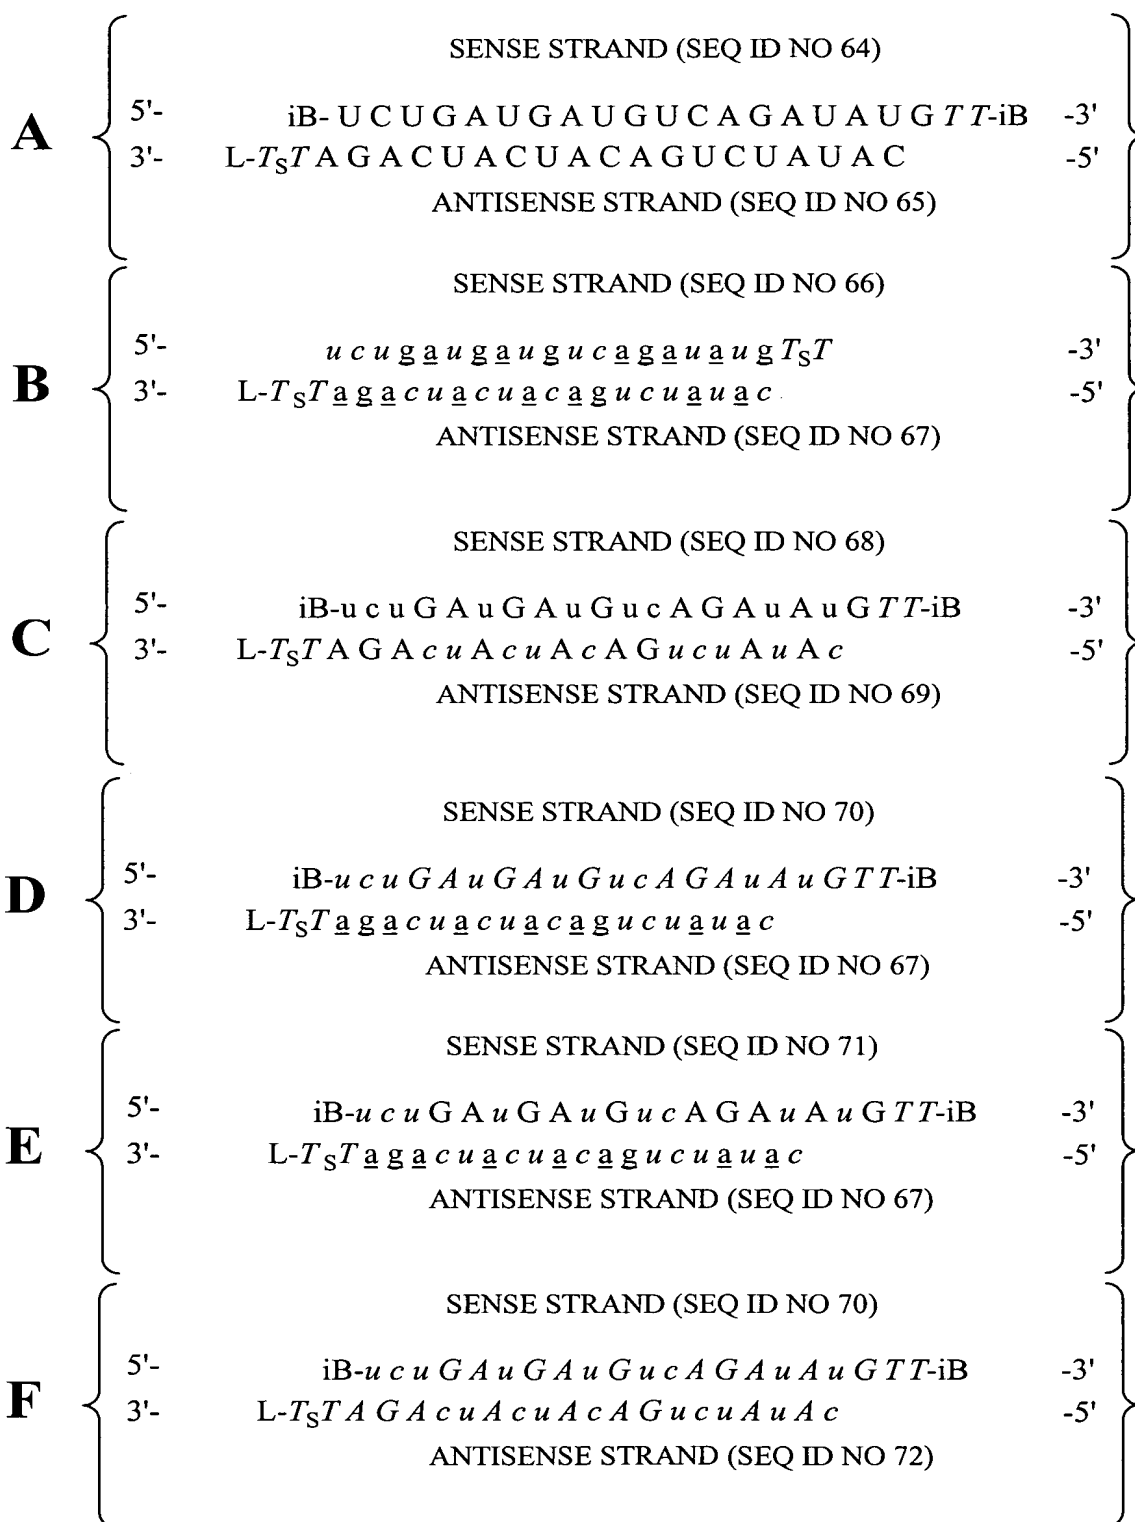 SENSE STRAND (SEQ ID NO 64)
A
5'- iB- U C U G A U G A U G U C A G A U A U G T T-iB -3'
3'- L-TST A G A C U A C U A C A G U C U A U A C -5'
ANTISENSE STRAND (SEQ ID NO 65)
SENSE STRAND (SEQ ID NO 66)
B
5'- u c u g a u g a u g u c a g a u a u g TST -3'
3'- L-TST a g a c u a c u a c a g u c u a u a c -5'
ANTISENSE STRAND (SEQ ID NO 67)
SENSE STRAND (SEQ ID NO 68)
C
5'- iB-u c u G A u G A u G u c A G A u A u G T T-iB -3'
3'- L-TST A G A c u A c u A c A G u c u A u A c -5'
ANTISENSE STRAND (SEQ ID NO 69)
SENSE STRAND (SEQ ID NO 70)
D
5'- iB-u c u G A u G A u G u c A G A u A u G T T-iB -3'
3'- L-TST a g a c u a c u a c a g u c u a u a c -5'
ANTISENSE STRAND (SEQ ID NO 67)
SENSE STRAND (SEQ ID NO 71)
E
5'- iB-u c u G A u G A u G u c A G A u A u G T T-iB -3'
3'- L-TST a g a c u a c u a c a g u c u a u a c -5'
ANTISENSE STRAND (SEQ ID NO 67)
SENSE STRAND (SEQ ID NO 70)
F
5'- iB-u c u G A u G A u G u c A G A u A u G T T-iB -3'
3'- L-TST A G A c u A c u A c A G u c u A u A c -5'
ANTISENSE STRAND (SEQ ID NO 72)